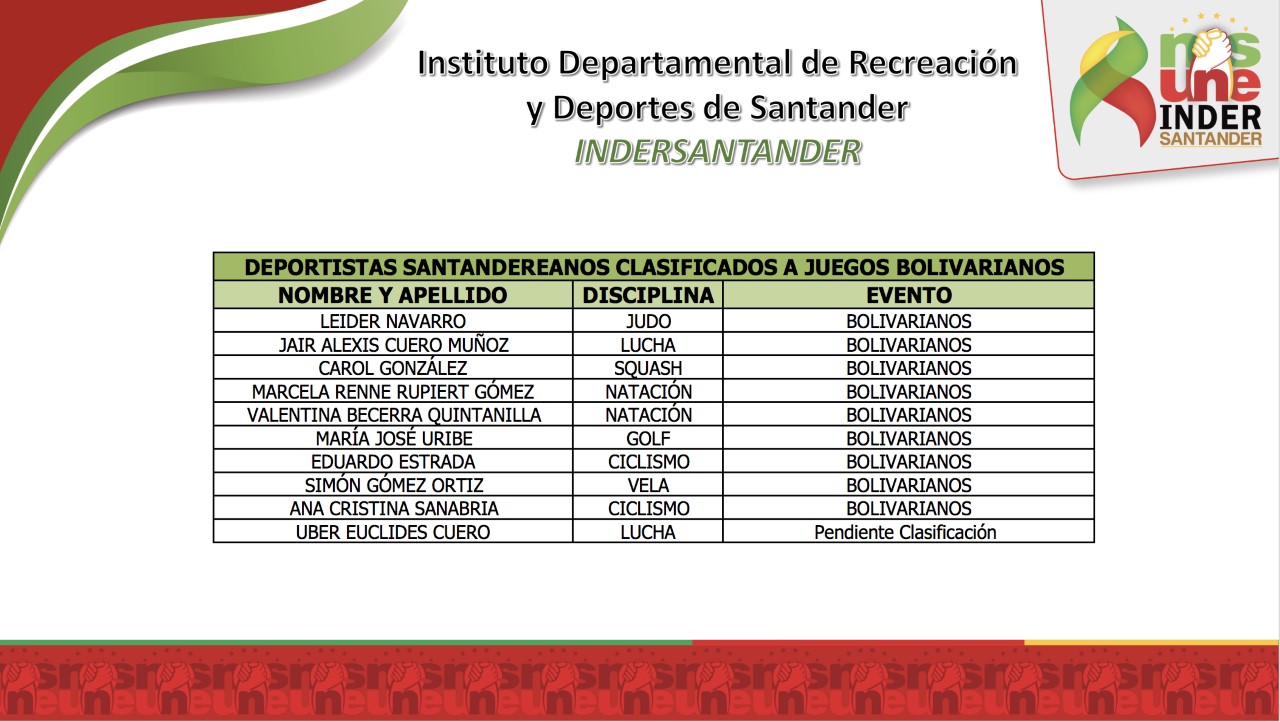 Instituto Departamental de Recreación
y Deportes de Santander
INDERSANTANDER
nos
une
INDER
SANTANDER
DEPORTISTAS SANTANDEREANOS CLASIFICADOS A JUEGOS BOLIVARIANOS
NOMBRE Y APELLIDO DISCIPLINA EVENTO
LEIDER NAVARRO JUDO BOLIVARIANOS
JAIR ALEXIS CUERO MUÑOZ LUCHA BOLIVARIANOS
CAROL GONZÁLEZ SQUASH BOLIVARIANOS
MARCELA RENNE RUPIERT GÓMEZ NATACIÓN BOLIVARIANOS
VALENTINA BECERRA QUINTANILLA NATACIÓN BOLIVARIANOS
MARÍA JOSÉ URIBE GOLF BOLIVARIANOS
EDUARDO ESTRADA CICLISMO BOLIVARIANOS
SIMÓN GÓMEZ ORTIZ VELA BOLIVARIANOS
ANA CRISTINA SANABRIA CICLISMO BOLIVARIANOS
UBER EUCLIDES CUERO LUCHA Pendiente Clasificación